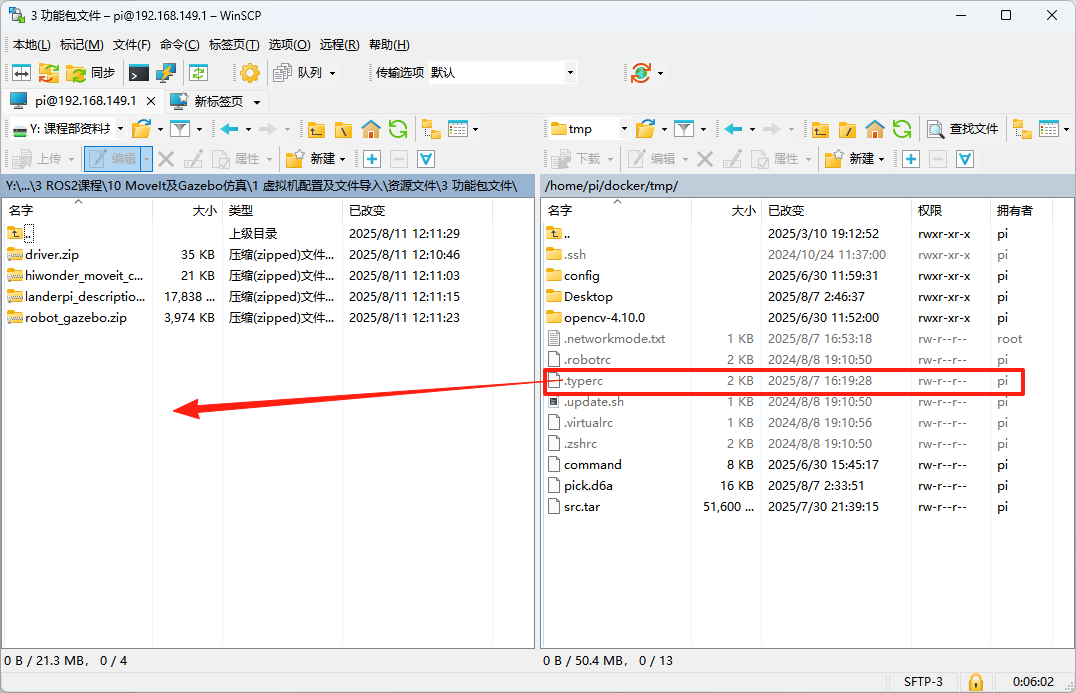 3 功能包文件 – pi@192.168.149.1 – WinSCP
本地(L) 标记(M) 文件(F) 命令(C) 标签页(T) 选项(O) 远程(R) 帮助(H)
同步 队列 传输选项 默认
pi@192.168.149.1 新标签页
Y: 课程部资料共 tmp 查找文件
上传 编辑 属性 新建 下载 编辑 属性 新建
Y:\...\3 ROS2课程\10 MoveIt及Gazebo仿真\1 虚拟机配置及文件导入\资源文件\3 功能包文件\
/home/pi/docker/tmp/
名字 大小 类型 已改变
.. 上级目录 2025/8/11 12:11:29
driver.zip 35 KB 压缩(zipped)文件... 2025/8/11 12:10:46
hiwonder_moveit_c... 21 KB 压缩(zipped)文件... 2025/8/11 12:11:03
landerpi_descriptio... 17,838 ... 压缩(zipped)文件... 2025/8/11 12:11:15
robot_gazebo.zip 3,974 KB 压缩(zipped)文件... 2025/8/11 12:11:23
名字 大小 已改变 权限 拥有者
.. 2025/3/10 19:12:52 rwxr-xr-x pi
.ssh 2024/10/24 11:37:00 rwxr-xr-x pi
config 2025/6/30 11:59:31 rwxr-xr-x pi
Desktop 2025/8/7 2:46:37 rwxr-xr-x pi
opencv-4.10.0 2025/6/30 11:52:00 rwxr-xr-x pi
.networkmode.txt 1 KB 2025/8/7 16:53:18 rw-r--r-- root
.robotrc 2 KB 2024/8/8 19:10:50 rw-r--r-- pi
.typerc 2 KB 2025/8/7 16:19:28 rw-r--r-- pi
.update.sh 1 KB 2024/8/8 19:10:50 rw-r--r-- pi
.virtualrc 1 KB 2024/8/8 19:10:56 rw-r--r-- pi
.zshrc 2 KB 2024/8/8 19:10:50 rw-r--r-- pi
command 8 KB 2025/6/30 15:45:17 rw-r--r-- pi
pick.d6a 16 KB 2025/8/7 2:33:51 rw-r--r-- pi
src.tar 51,600 ... 2025/7/30 21:39:15 rw-r--r-- pi
0 B / 21.3 MB， 0 / 4
0 B / 50.4 MB， 0 / 13
SFTP-3 0:06:02